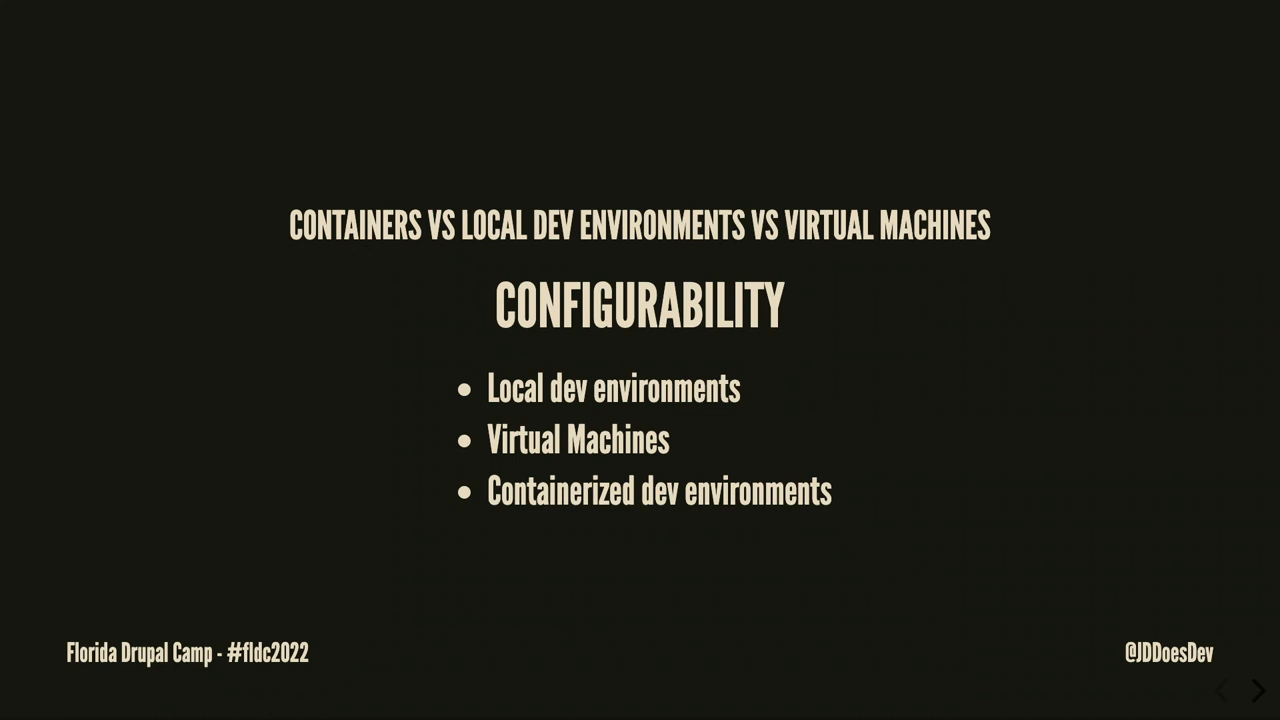 CONTAINERS VS LOCAL DEV ENVIRONMENTS VS VIRTUAL MACHINES
CONFIGURABILITY
• Local dev environments
• Virtual Machines
• Containerized dev environments
Florida Drupal Camp - #fldc2022
@JDDoesDev